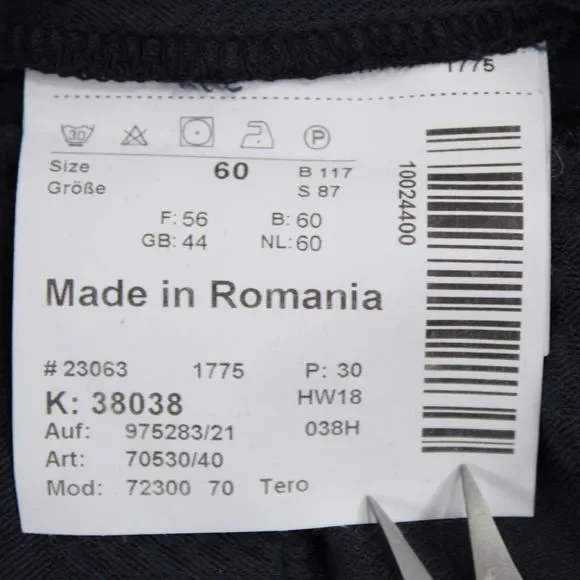 1775
30 P
Size 60 B 117
Größe S 87
F: 56 B: 60
GB: 44 NL: 60
10024400
Made in Romania
# 23063 1775 P: 30
K: 38038 HW18
Auf: 975283/21 038H
Art: 70530/40
Mod: 72300 70 Tero